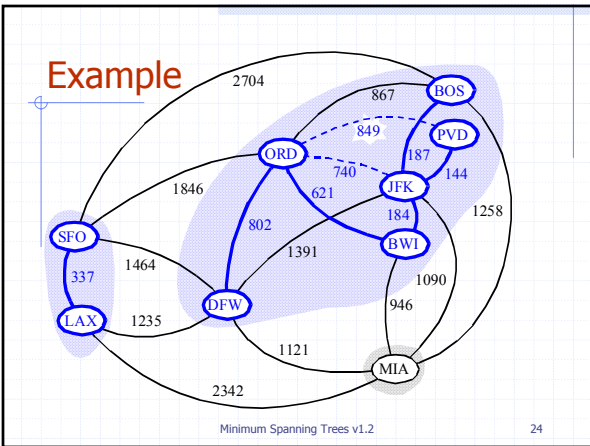 Example
2704
BOS
867
849
PVD
ORD
187
740
144
JFK
1846
621
184
1258
SFO
802
BWI
1391
1464
337
1090
DFW
946
LAX
1235
1121
MIA
2342
Minimum Spanning Trees v1.2
24